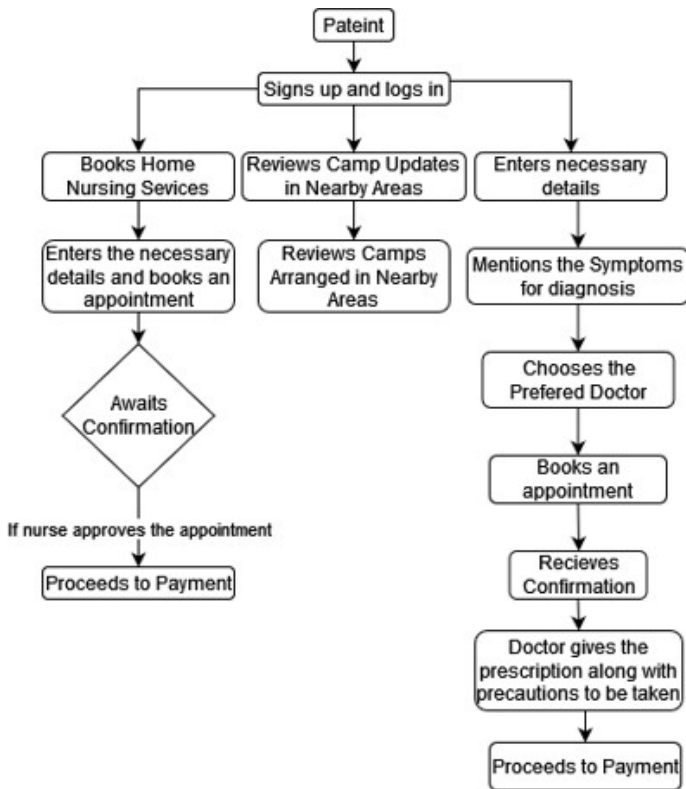 Pateint
Signs up and logs in
Books Home
Nursing Sevices
Enters the necessary
details and books an
appointment
Awaits
Confirmation
If nurse approves the appointment
Proceeds to Payment
Reviews Camp Updates
in Nearby Areas
Reviews Camps
Arranged in Nearby
Areas
Enters necessary
details
Mentions the Symptoms
for diagnosis
Chooses the
Prefered Doctor
Books an
appointment
Recieves
Confirmation
Doctor gives the
prescription along with
precautions to be taken
Proceeds to Payment